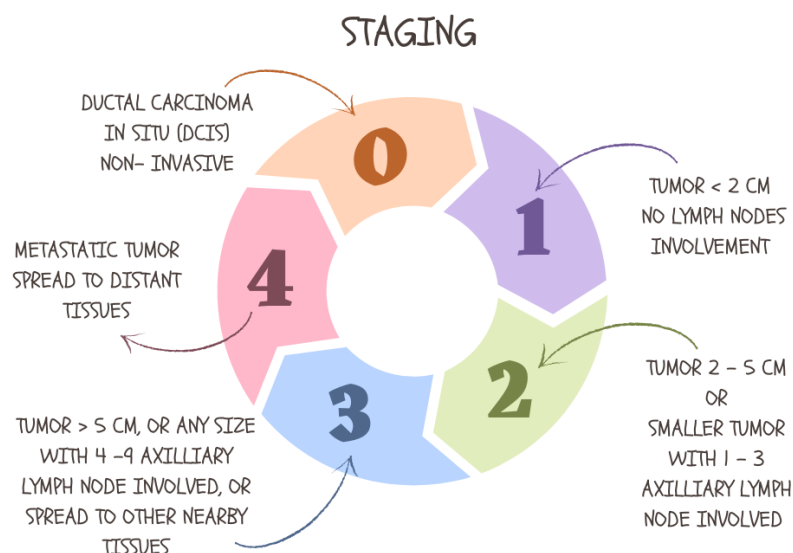 STAGING
DUCTAL CARCINOMA
IN SITU (DCIS)
NON- INVASIVE
0
1
TUMOR < 2 CM
NO LYMPH NODES
INVOLVEMENT
2
TUMOR 2 - 5 CM
OR
SMALLER TUMOR
WITH 1 - 3
AXILLIARY LYMPH
NODE INVOLVED
3
TUMOR > 5 CM, OR ANY SIZE
WITH 4 -9 AXILLIARY
LYMPH NODE INVOLVED, OR
SPREAD TO OTHER NEARBY
TISSUES
4
METASTATIC TUMOR
SPREAD TO DISTANT
TISSUES